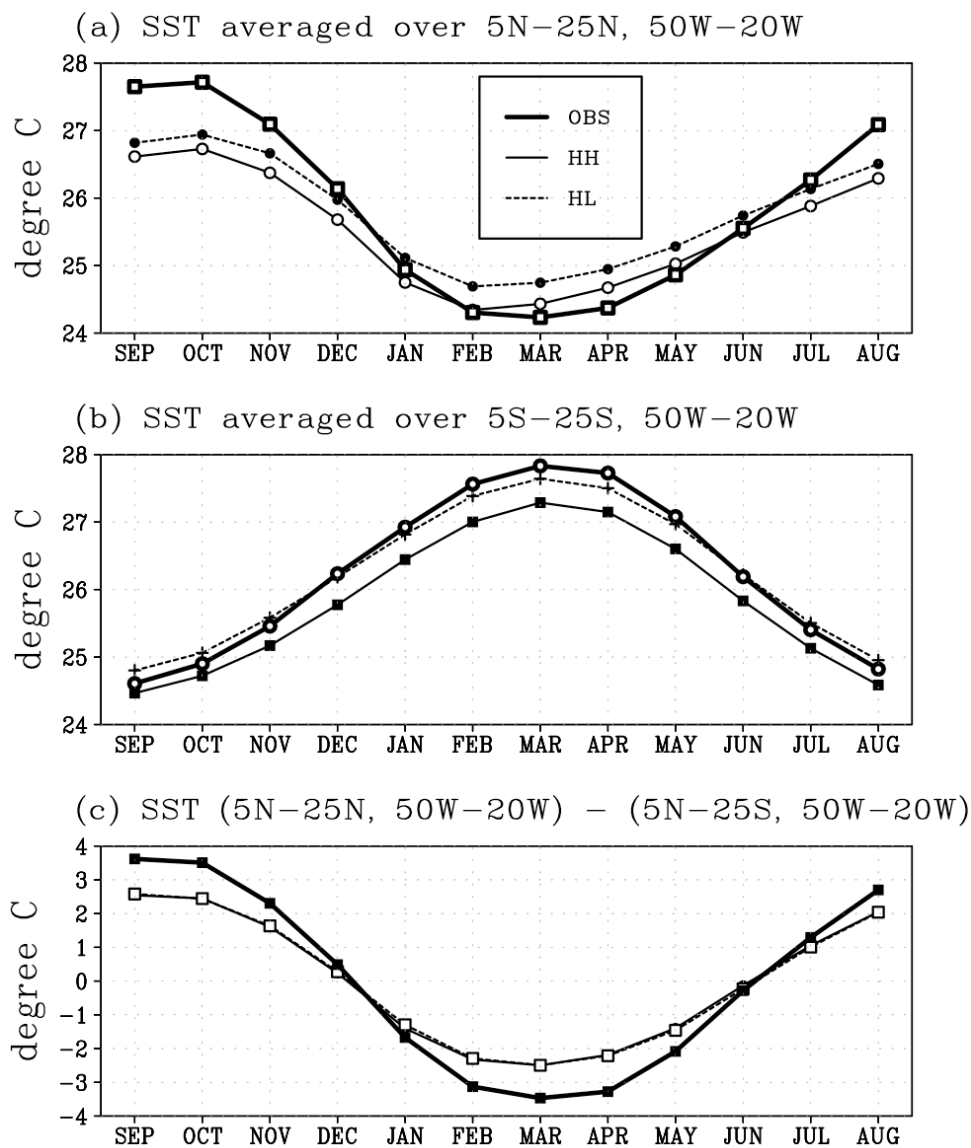 (a) SST averaged over 5N−25N, 50W−20W
degree C
28
27
26
25
24
OBS
HH
HL
SEP OCT NOV DEC JAN FEB MAR APR MAY JUN JUL AUG
(b) SST averaged over 5S−25S, 50W−20W
degree C
28
27
26
25
24
SEP OCT NOV DEC JAN FEB MAR APR MAY JUN JUL AUG
(c) SST (5N−25N, 50W−20W) − (5N−25S, 50W−20W)
degree C
4
3
2
1
0
−1
−2
−3
−4
SEP OCT NOV DEC JAN FEB MAR APR MAY JUN JUL AUG